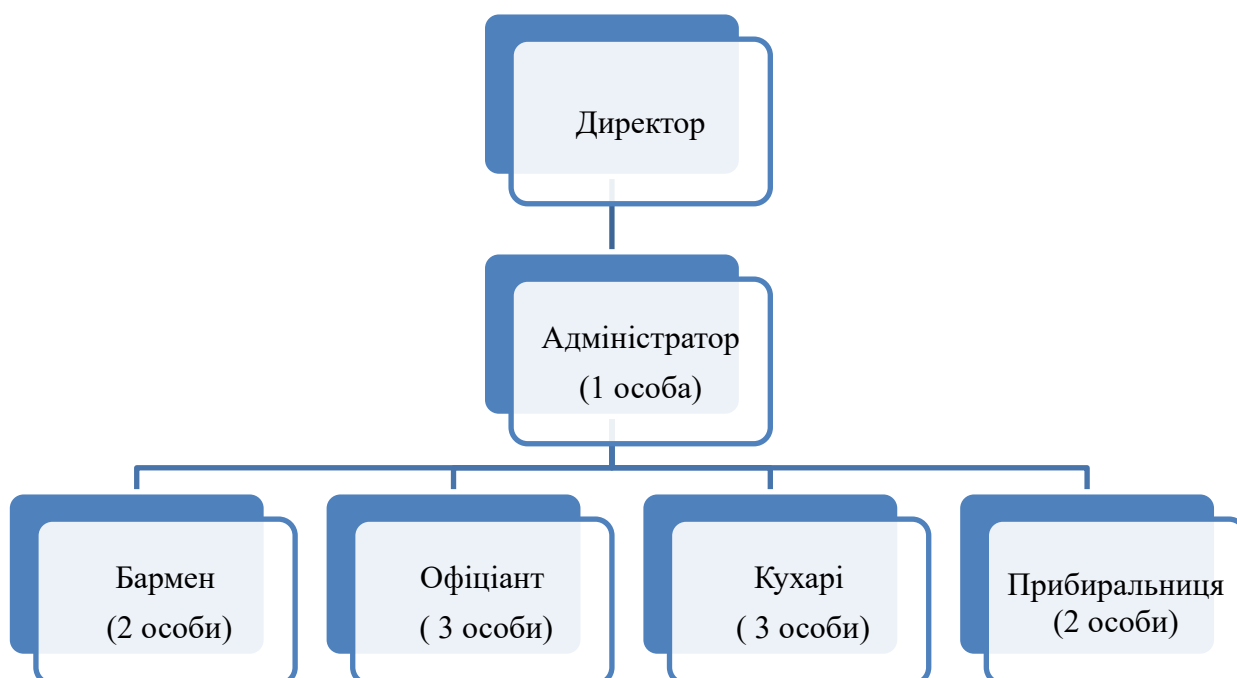 Директор
Адміністратор
(1 особа)
Бармен
(2 особи)
Офіціант
( 3 особи)
Кухарі
( 3 особи)
Прибиральниця
(2 особи)